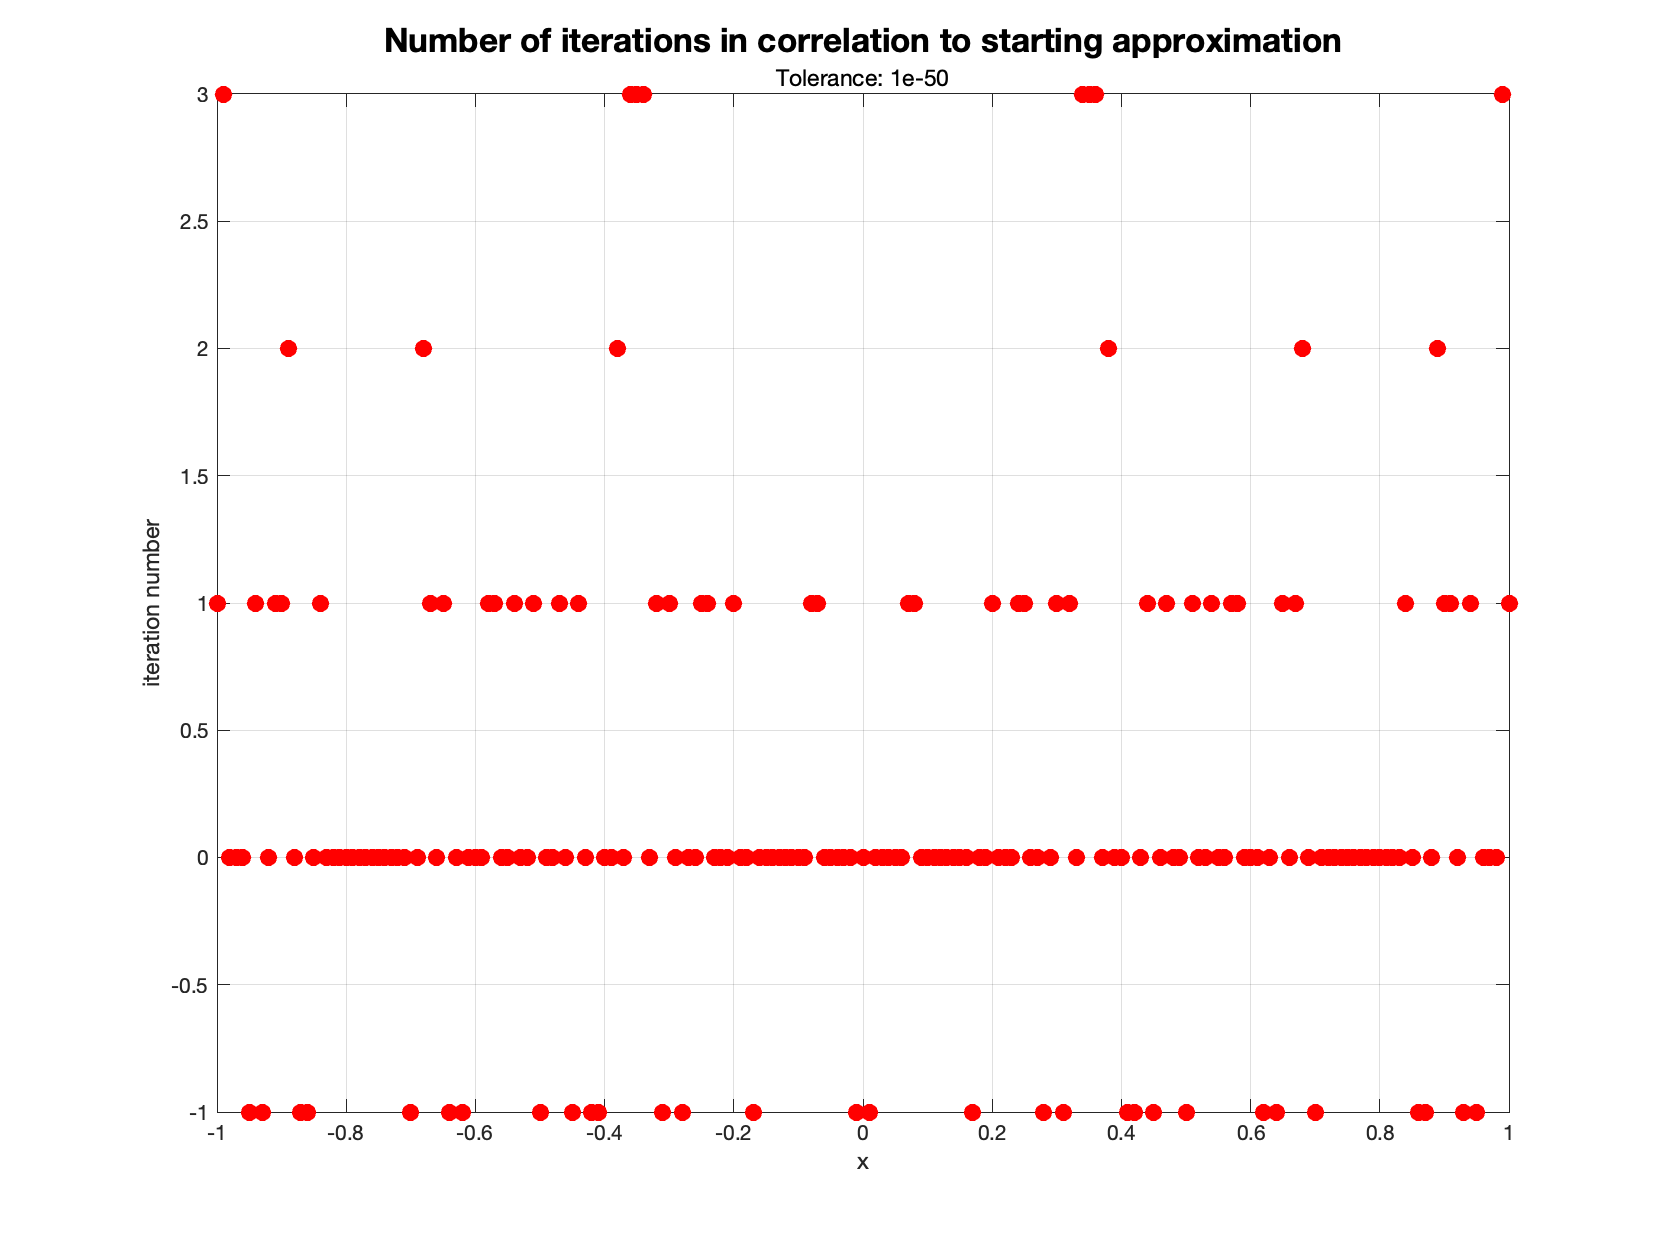 Number of iterations in correlation to starting approximation
Tolerance: 1e-50
3
2.5
2
1.5
1
0.5
0
-0.5
-1
iteration number
-1 -0.8 -0.6 -0.4 -0.2 0 0.2 0.4 0.6 0.8 1
x